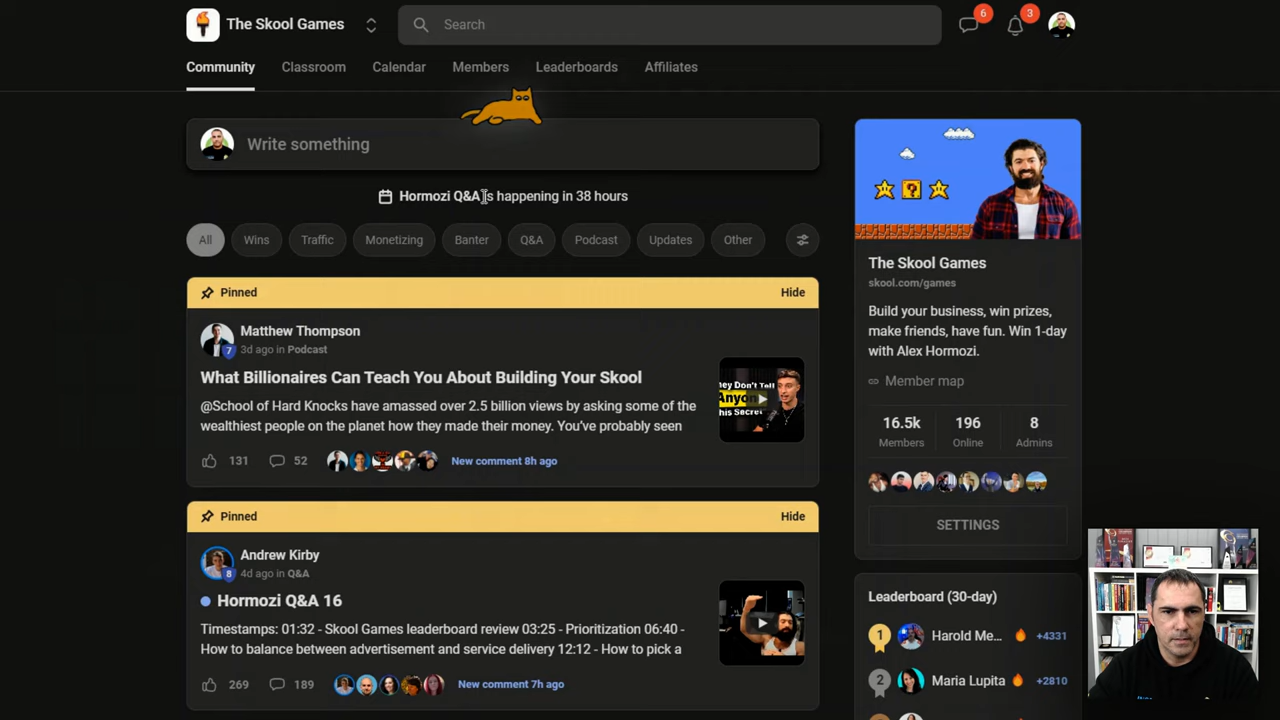 The Skool Games
Search
6
3
Community
Classroom
Calendar
Members
Leaderboards
Affiliates
Write something
Hormozi Q&A is happening in 38 hours
All
Wins
Traffic
Monetizing
Banter
Q&A
Podcast
Updates
Other
Pinned
Hide
Matthew Thompson
7
3d ago in Podcast
What Billionaires Can Teach You About Building Your Skool
@School of Hard Knocks have amassed over 2.5 billion views by asking some of the
wealthiest people on the planet how they made their money. You've probably seen
131
52
New comment 8h ago
Pinned
Hide
Andrew Kirby
8
4d ago in Q&A
Hormozi Q&A 16
Timestamps: 01:32 - Skool Games leaderboard review 03:25 - Prioritization 06:40 -
How to balance between advertisement and service delivery 12:12 - How to pick a
269
189
New comment 7h ago
The Skool Games
skool.com/games
Build your business, win prizes,
make friends, have fun. Win 1-day
with Alex Hormozi.
Member map
16.5k
Members
196
Online
8
Admins
SETTINGS
Leaderboard (30-day)
1
Harold Me...
+4331
2
Maria Lupita
+2810